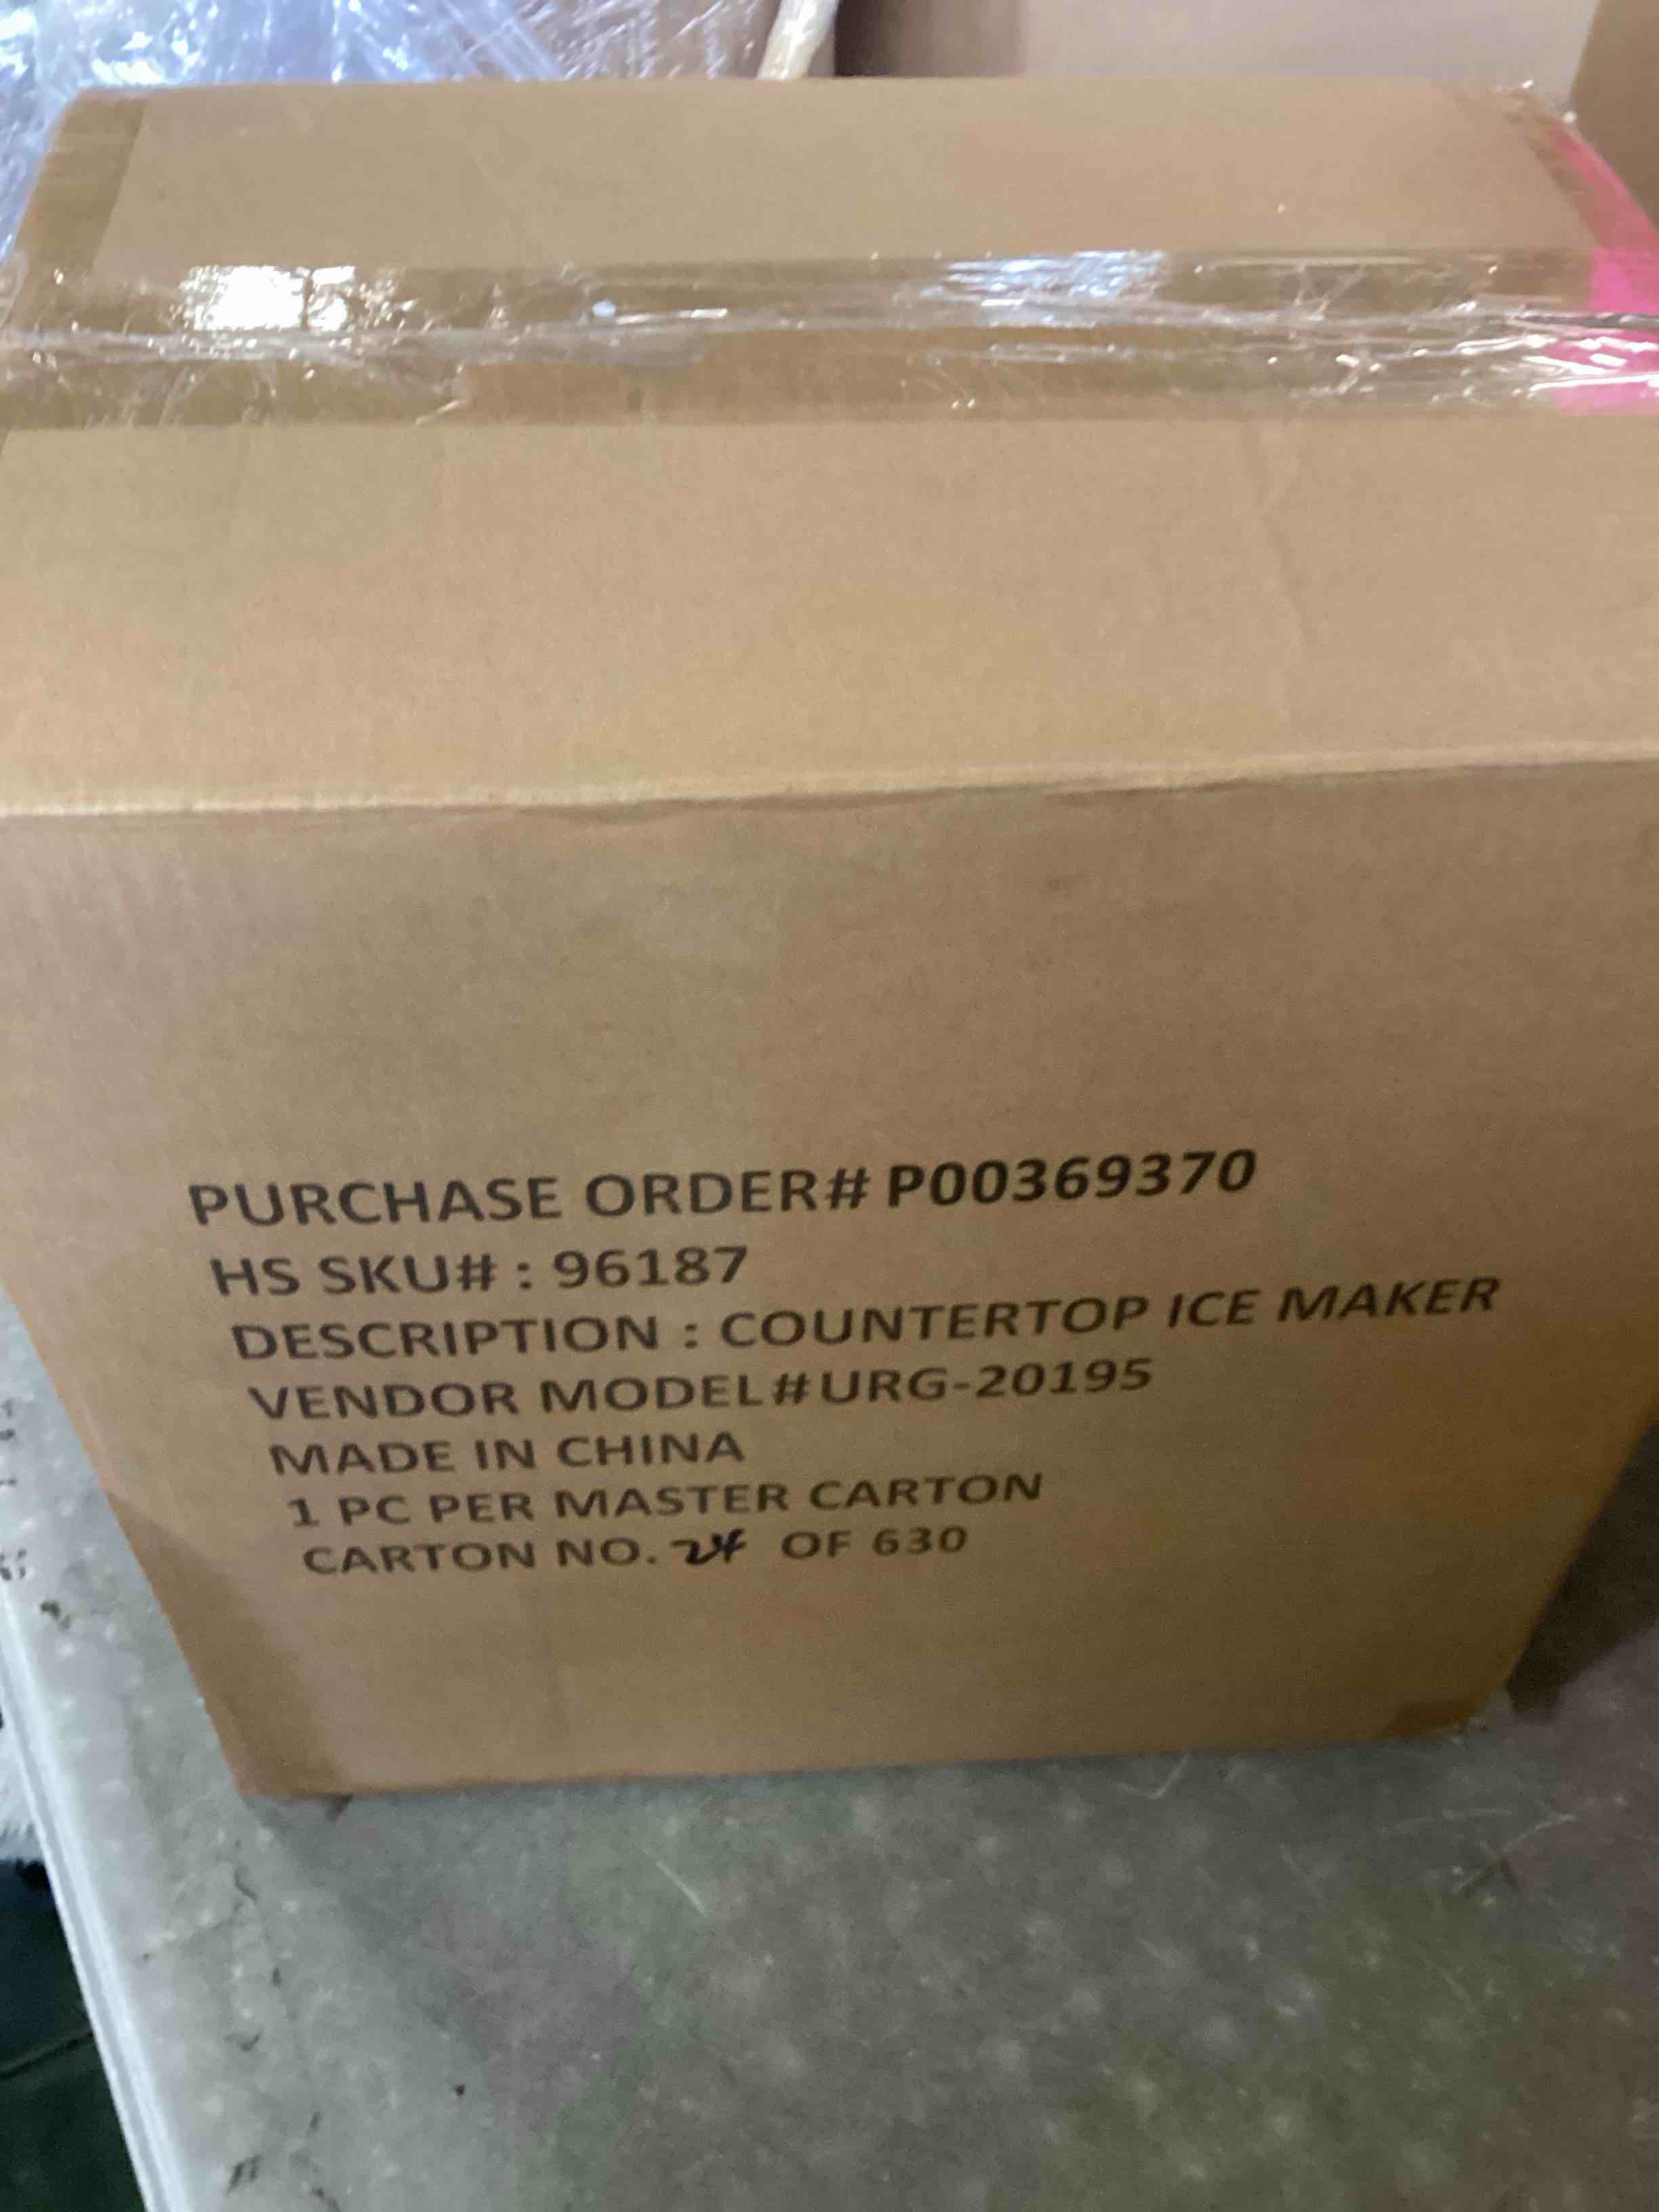 PURCHASE ORDER# P00369370
HS SKU# : 96187
DESCRIPTION : COUNTERTOP ICE MAKER
VENDOR MODEL#URG-20195
MADE IN CHINA
1 PC PER MASTER CARTON
CARTON NO. 24 OF 630